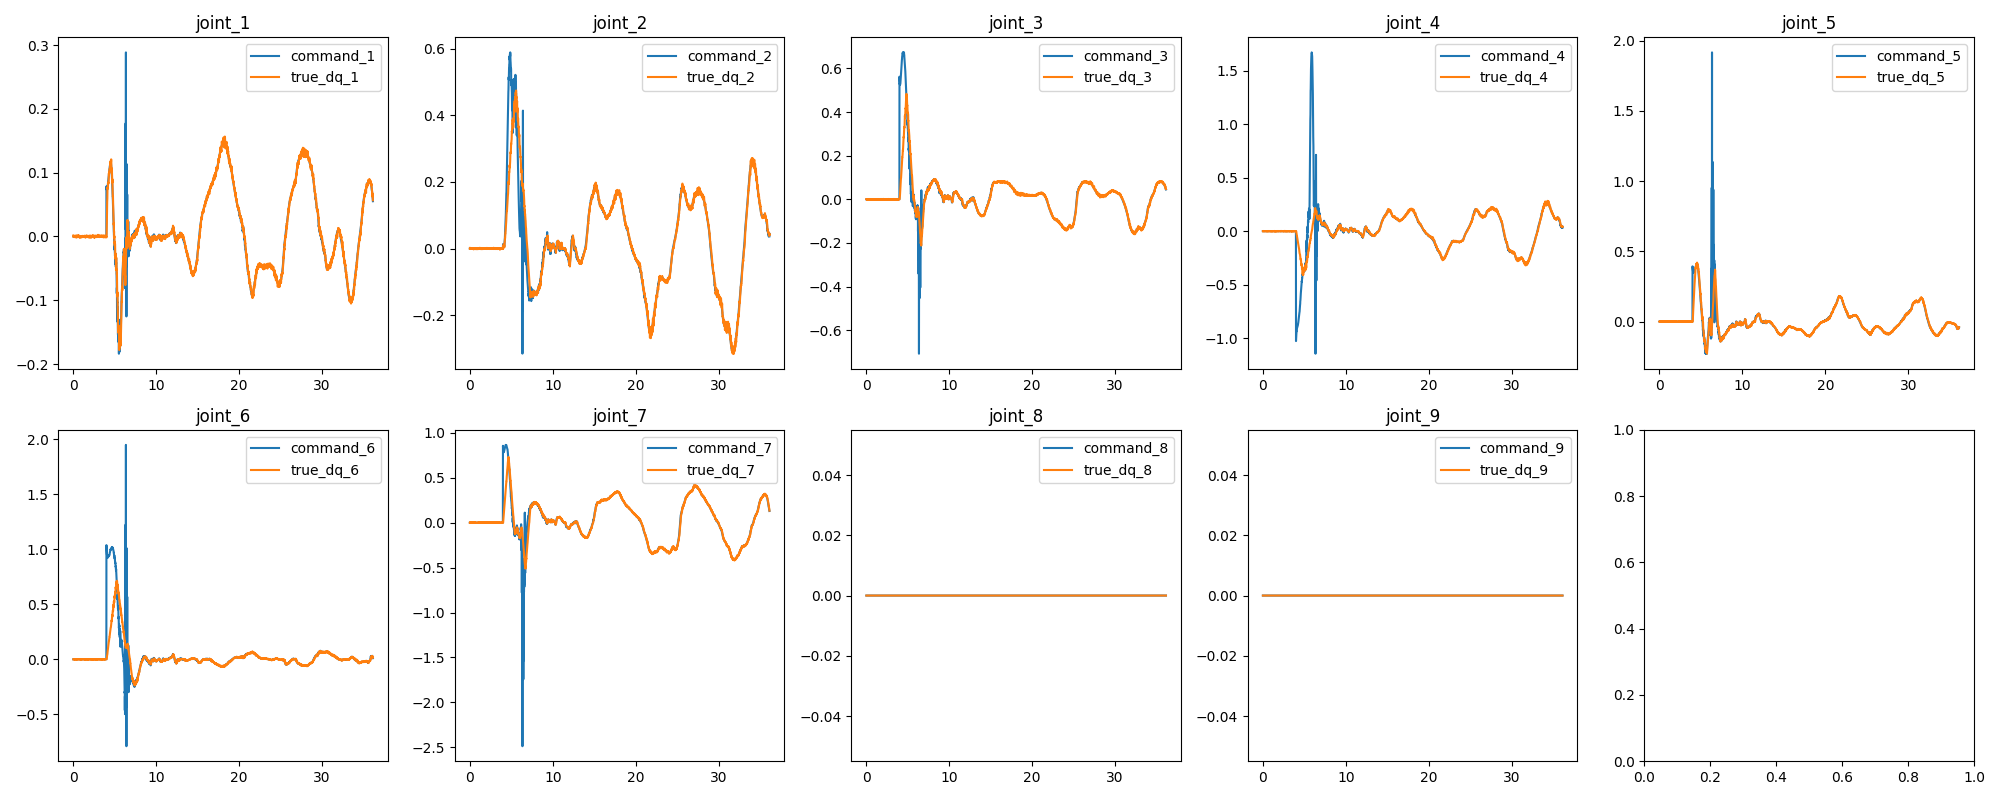 joint_1
0.3
0.2
0.1
0.0
−0.1
−0.2
0 10 20 30
command_1
true_dq_1
joint_2
0.6
0.4
0.2
0.0
−0.2
0 10 20 30
command_2
true_dq_2
joint_3
0.6
0.4
0.2
0.0
−0.2
−0.4
−0.6
0 10 20 30
command_3
true_dq_3
joint_4
1.5
1.0
0.5
0.0
−0.5
−1.0
0 10 20 30
command_4
true_dq_4
joint_5
2.0
1.5
1.0
0.5
0.0
0 10 20 30
command_5
true_dq_5
joint_6
2.0
1.5
1.0
0.5
0.0
−0.5
0 10 20 30
command_6
true_dq_6
joint_7
1.0
0.5
0.0
−0.5
−1.0
−1.5
−2.0
−2.5
0 10 20 30
command_7
true_dq_7
joint_8
0.04
0.02
0.00
−0.02
−0.04
0 10 20 30
command_8
true_dq_8
joint_9
0.04
0.02
0.00
−0.02
−0.04
0 10 20 30
command_9
true_dq_9
1.0
0.8
0.6
0.4
0.2
0.0
0.0 0.2 0.4 0.6 0.8 1.0